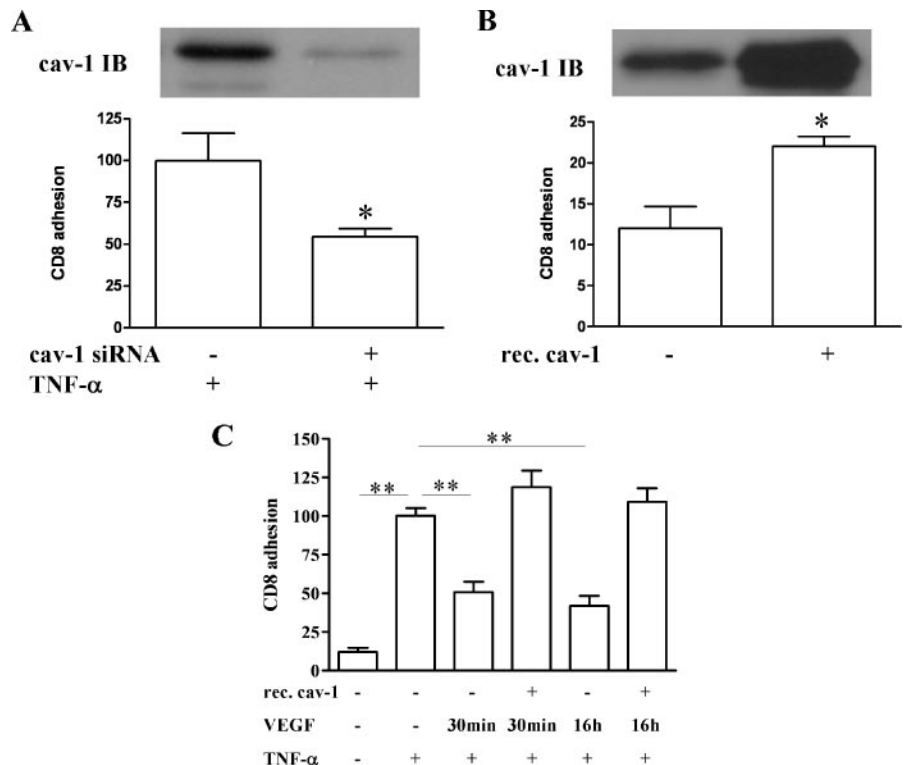 A
cav-1 IB
125
100
75
50
25
0
CD8 adhesion
*
cav-1 siRNA - +
TNF-α + +
B
cav-1 IB
25
20
15
10
5
0
CD8 adhesion
*
rec. cav-1 - +
C
150
125
100
75
50
25
0
CD8 adhesion
**
** **
rec. cav-1 - - - + - +
VEGF - - 30min 30min 16h 16h
TNF-α - + + + + +